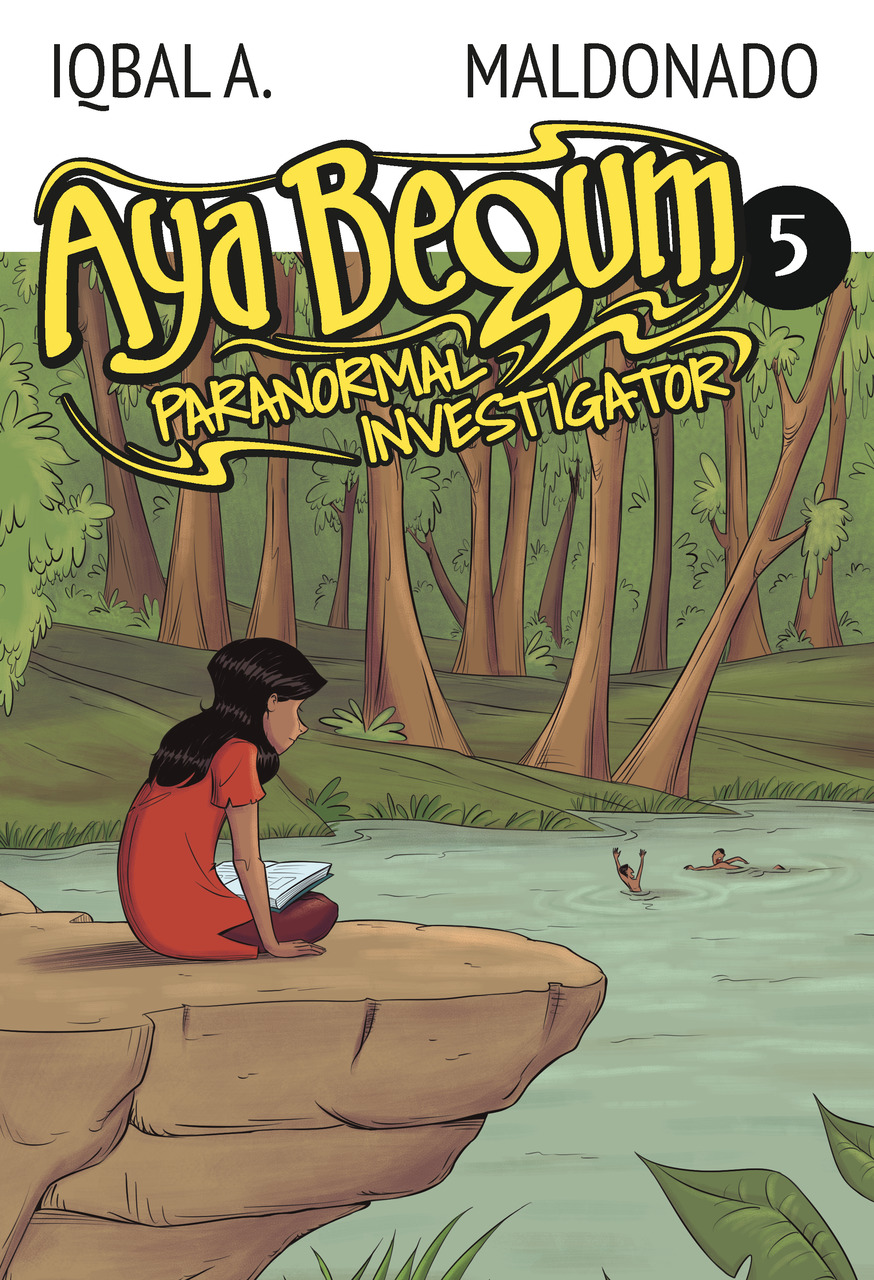 IQBAL A. MALDONADO
Aya Begum
5
PARANORMAL
INVESTIGATOR